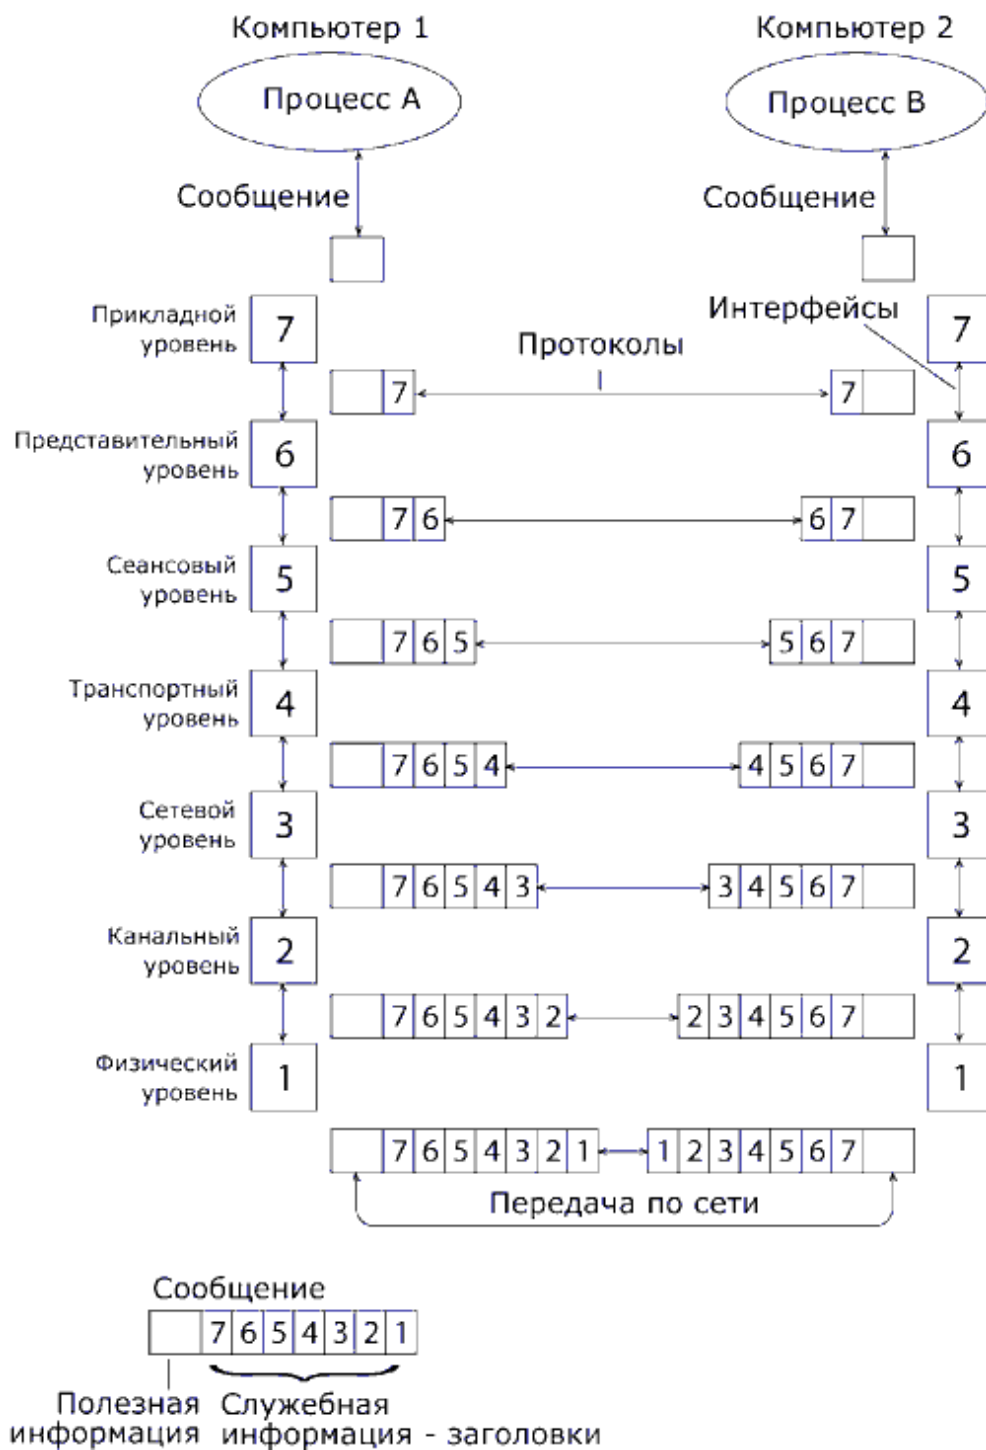 Компьютер 1
Компьютер 2
Процесс A
Процесс B
Сообщение
Сообщение
Прикладной
уровень
7
Интерфейсы
7
Протоколы
7
7
Представительный
уровень
6
6
7 6
6 7
Сеансовый
уровень
5
5
7 6 5
5 6 7
Транспортный
уровень
4
4
7 6 5 4
4 5 6 7
Сетевой
уровень
3
3
7 6 5 4 3
3 4 5 6 7
Канальный
уровень
2
2
7 6 5 4 3 2
2 3 4 5 6 7
Физический
уровень
1
1
7 6 5 4 3 2 1
1 2 3 4 5 6 7
Передача по сети
Сообщение
7 6 5 4 3 2 1
Полезная
информация
Служебная
информация - заголовки